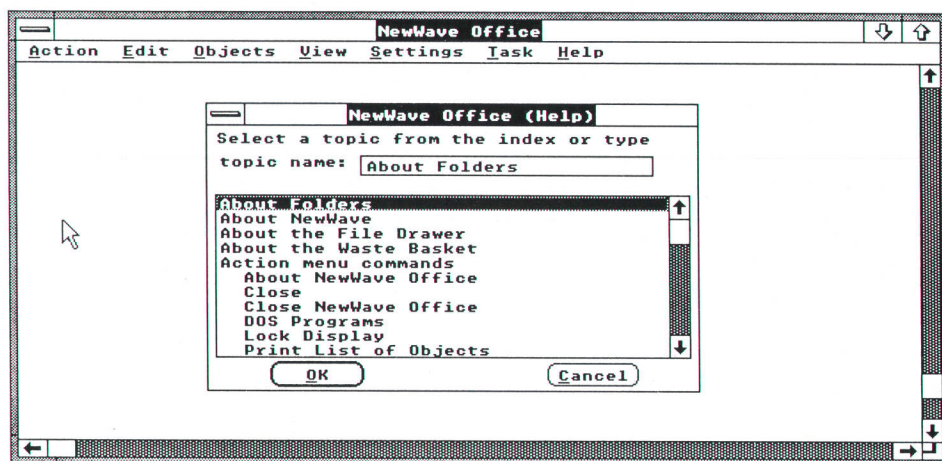 NewWave Office
Action Edit Objects View Settings Task Help
NewWave Office (Help)
Select a topic from the index or type
topic name: About Folders
About Folders
About NewWave
About the File Drawer
About the Waste Basket
Action menu commands
About NewWave Office
Close
Close NewWave Office
DOS Programs
Lock Display
Print List of Objects
OK Cancel